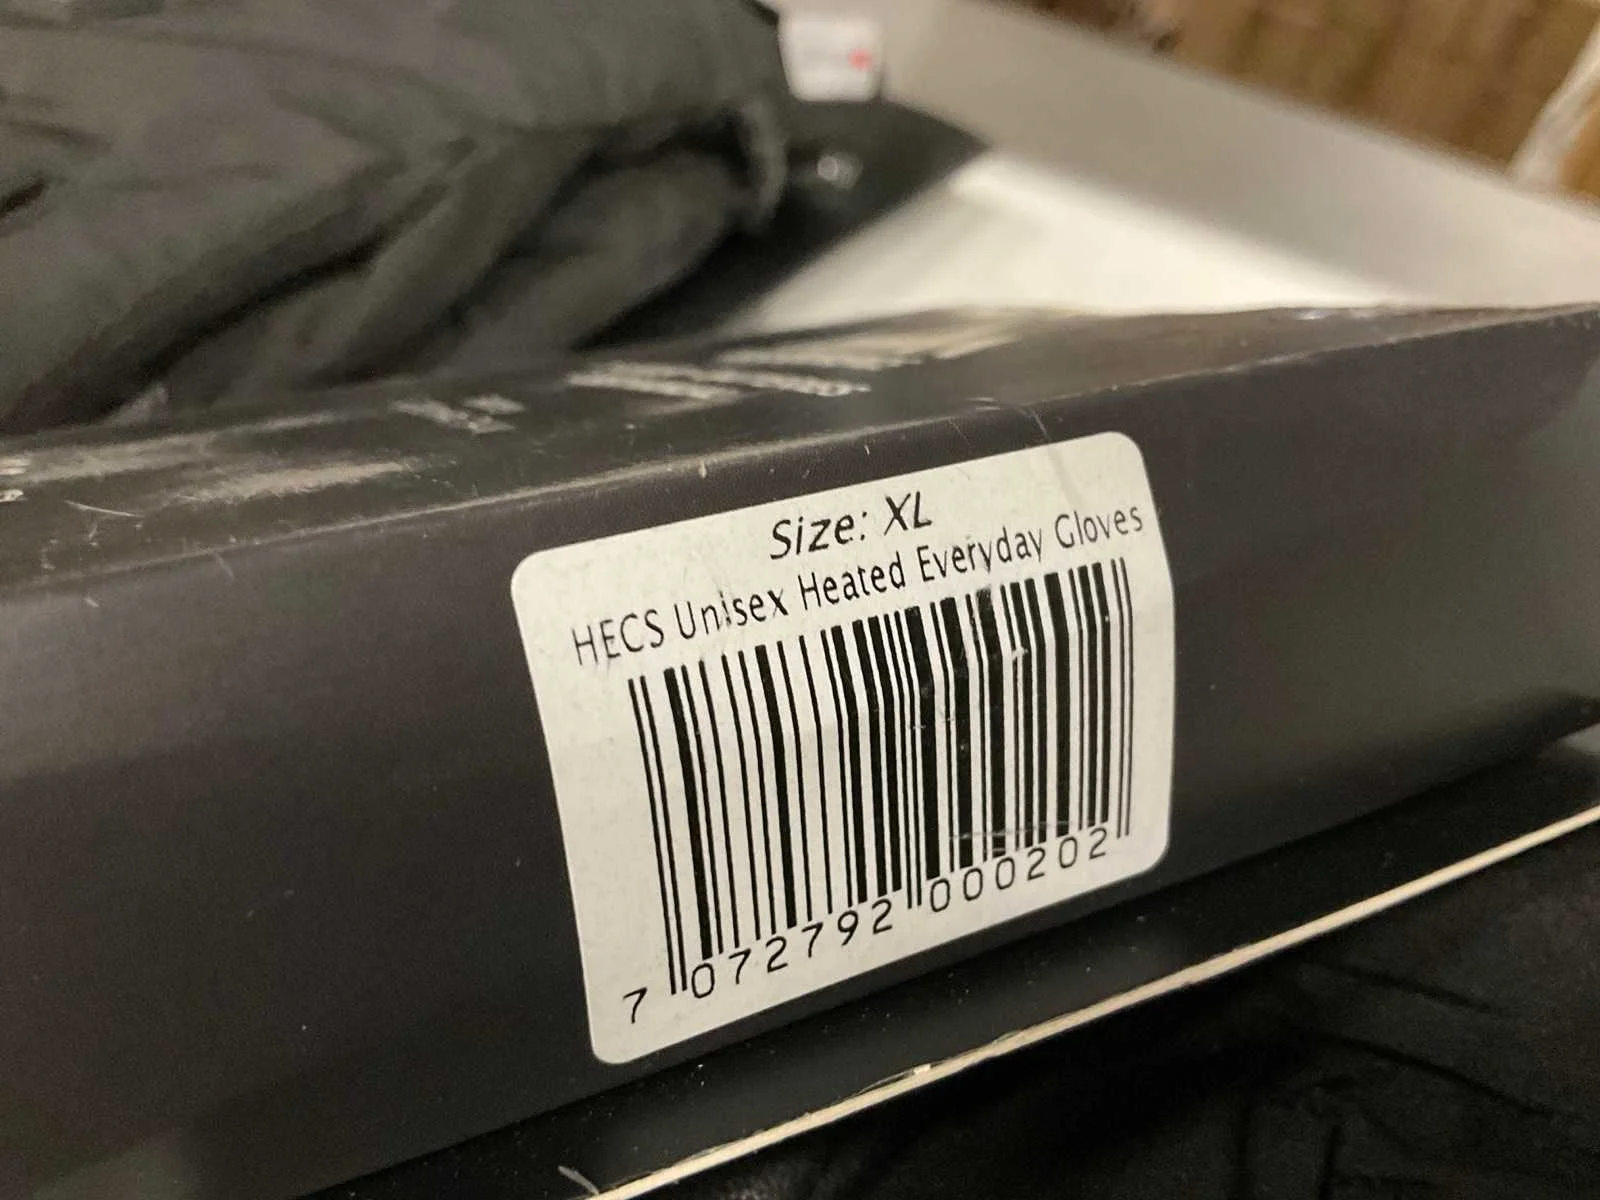 Size: XL
HECS Unisex Heated Everyday Gloves
7 072792 000202